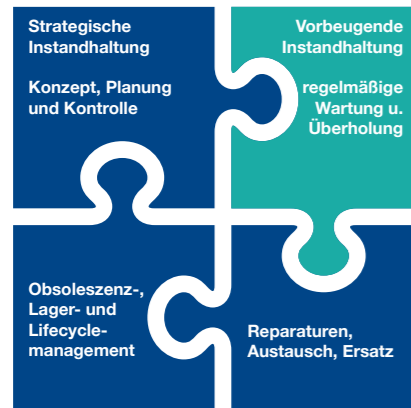 Strategische
Instandhaltung
Konzept, Planung
und Kontrolle
Vorbeugende
Instandhaltung
regelmäßige
Wartung u.
Überholung
Obsoleszenz-,
Lager- und
Lifecycle-
management
Reparaturen,
Austausch, Ersatz